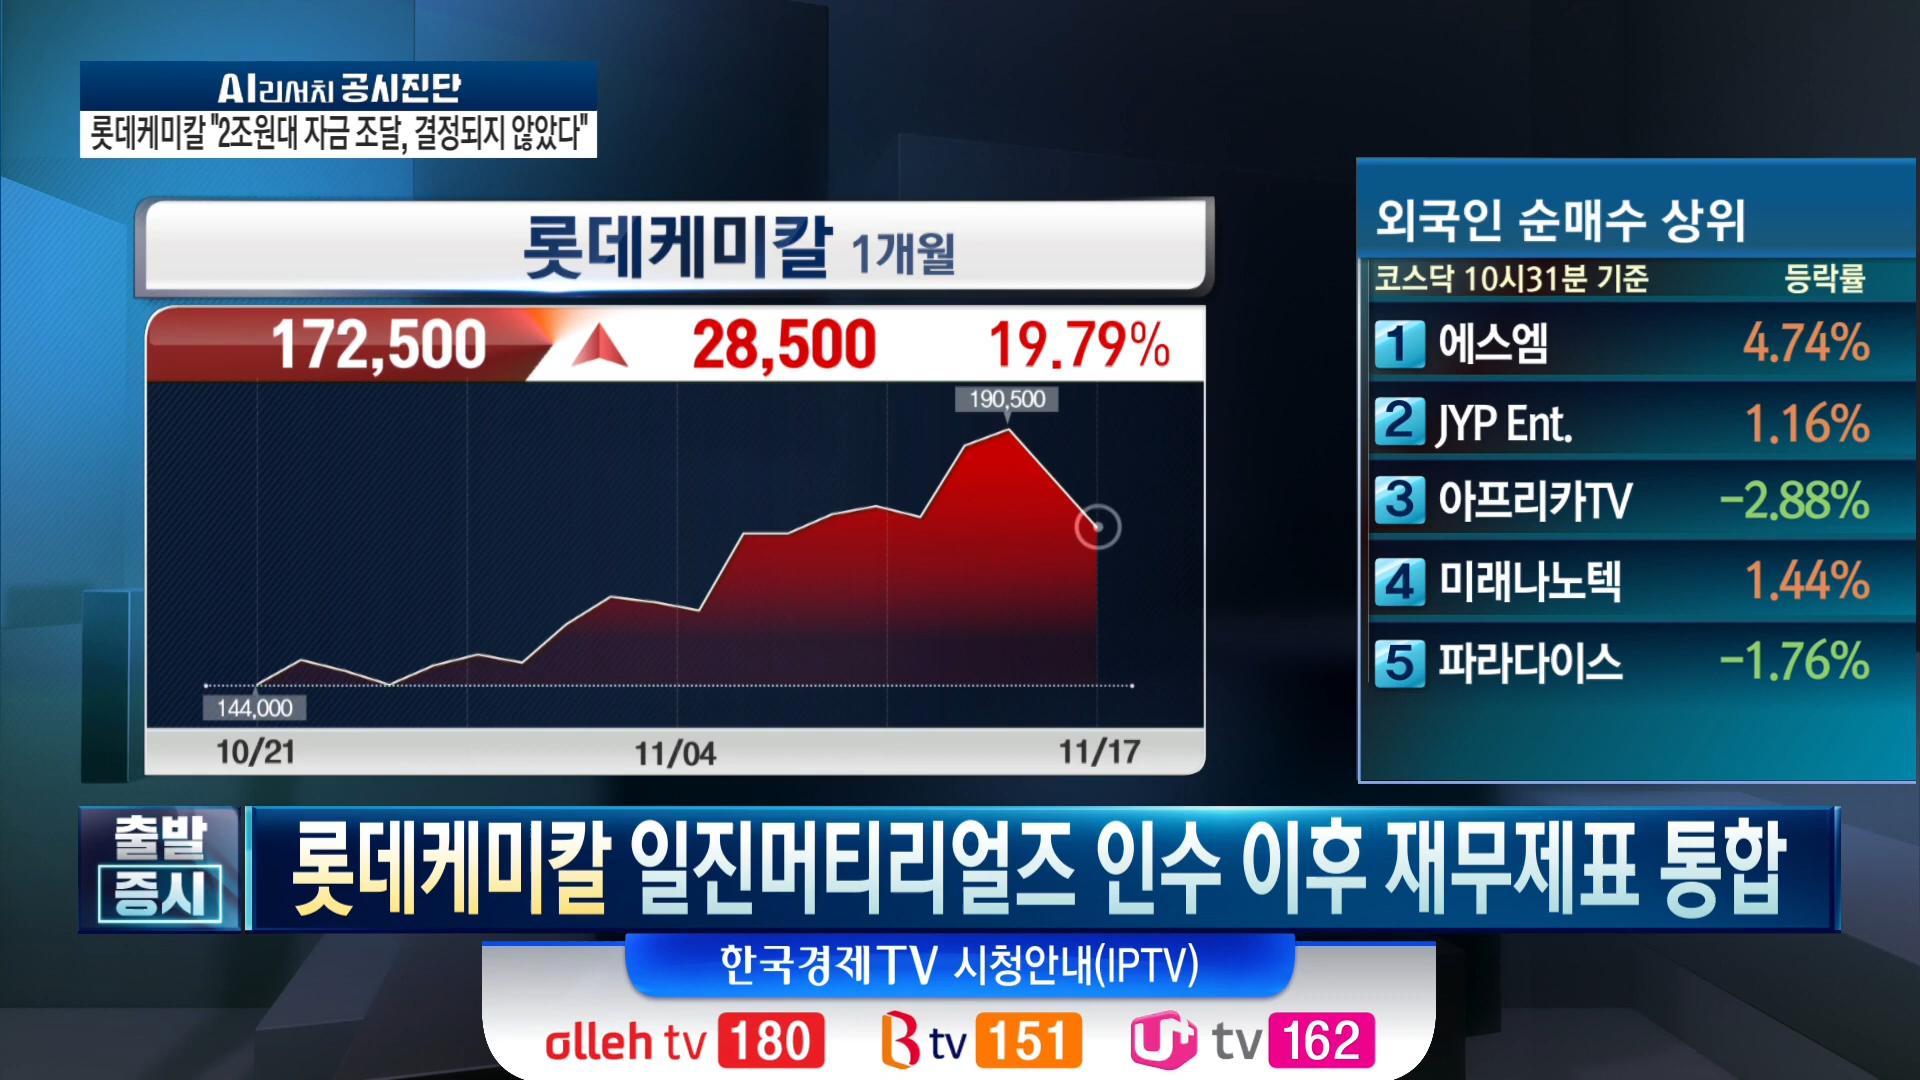 AI리서치 공시진단
롯데케미칼 "2조원대 자금 조달, 결정되지 않았다"
롯데케미칼 1개월
172,500 28,500 19.79%
190,500
144,000
10/21 11/04 11/17
외국인 순매수 상위
코스닥 10시31분 기준 등락률
1 에스엠 4.74%
2 JYP Ent. 1.16%
3 아프리카TV -2.88%
4 미래나노텍 1.44%
5 파라다이스 -1.76%
출발
증시
롯데케미칼 일진머티리얼즈 인수 이후 재무제표 통합
한국경제TV 시청안내(IPTV)
olleh tv 180 B tv 151 U+ tv 162